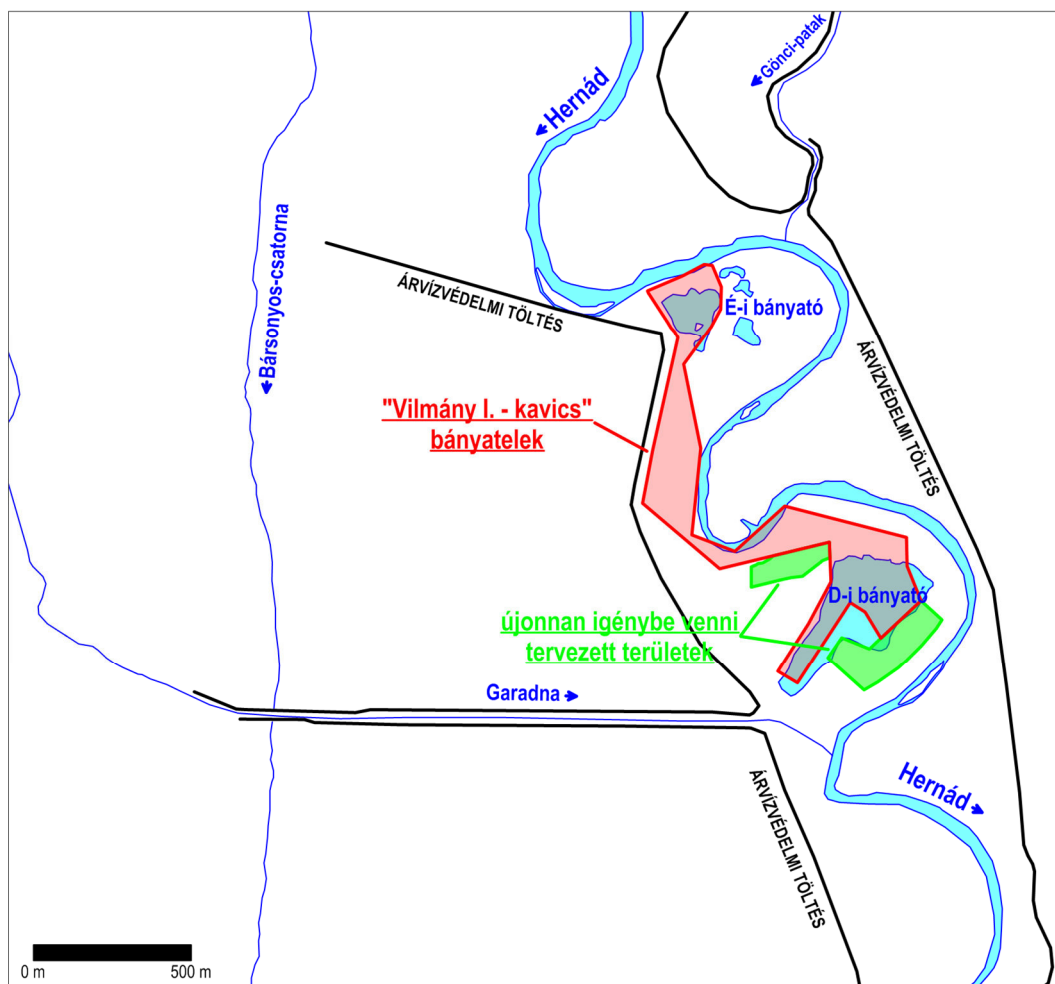 Gönci-patak
Hernád
Bársonyos-csatorna
ÁRVÍZVÉDELMI TÖLTÉS
É-i bányató
ÁRVÍZVÉDELMI TÖLTÉS
"Vilmány I. - kavics"
bányatelek
D-i bányató
újonnan igénybe venni
tervezett területek
Garadna
Hernád
ÁRVÍZVÉDELMI TÖLTÉS
0 m
500 m